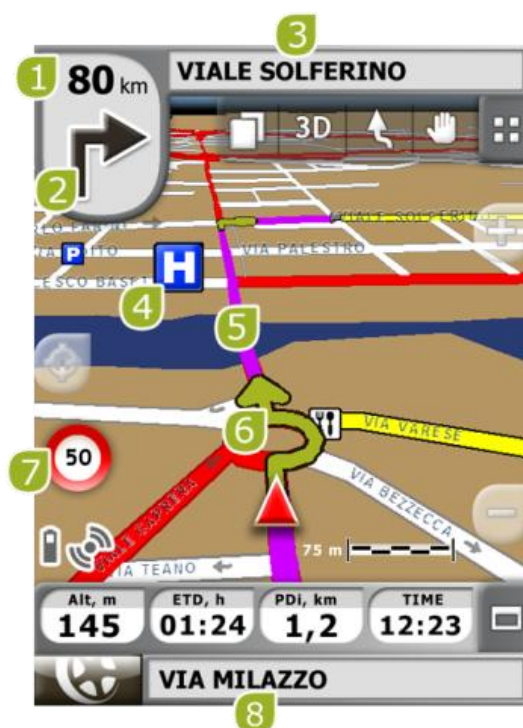 3
1
80 km
VIALE SOLFERINO
3D
2
VIALE SOLFERINO
P
H
VIA PALESTRO
4
5
6
VIA VARESE
7
50
VIA BEZZECCA
75 m
VIA TEANO
Alt, m
145
ETD, h
01:24
PDi, km
1,2
TIME
12:23
VIA MILAZZO
8